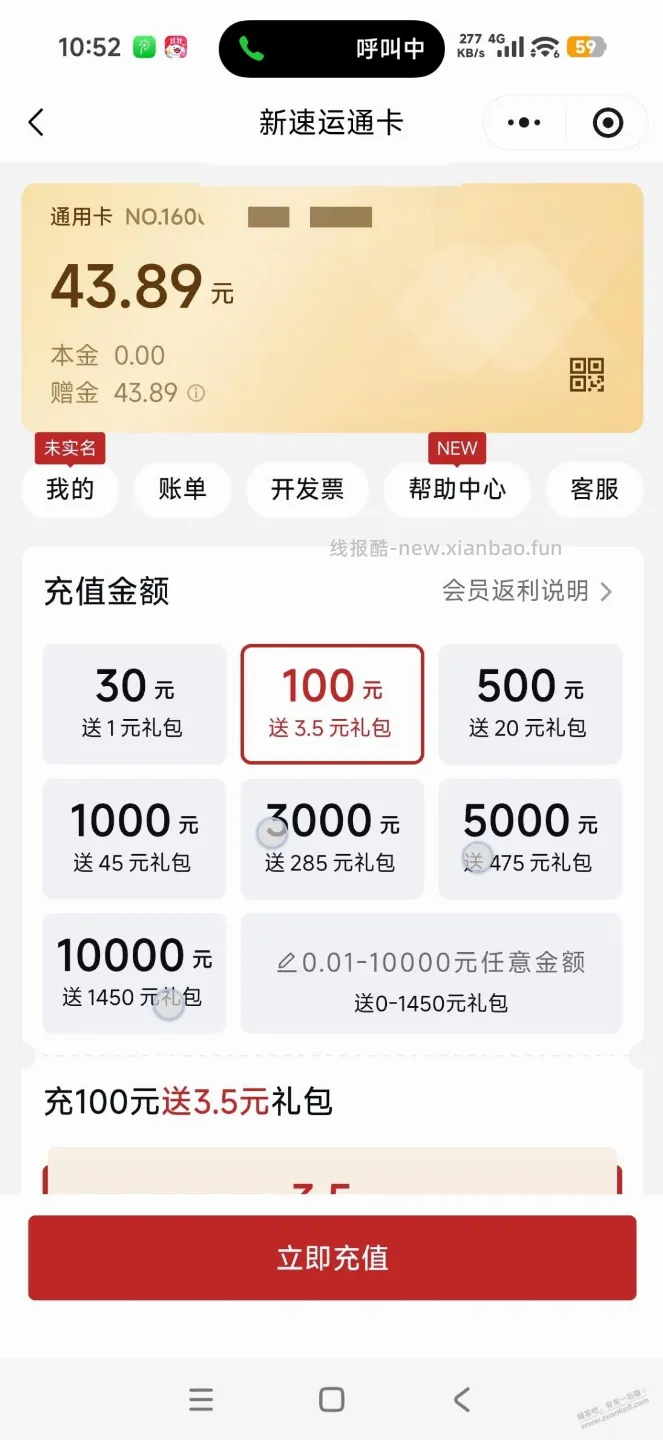 10:52
呼叫中
277 KB/s 4G 6 59
新速运通卡
通用卡 NO.160
43.89 元
本金 0.00
赠金 43.89
未实名
NEW
我的 账单 开发票 帮助中心 客服
线报酷-new.xianbao.fun
充值金额 会员返利说明
30 元 100 元 500 元
送 1 元礼包 送 3.5 元礼包 送 20 元礼包
1000 元 3000 元 5000 元
送 45 元礼包 送 285 元礼包 送 475 元礼包
10000 元 0.01-10000元任意金额
送 1450 元礼包 送0-1450元礼包
充100元送3.5元礼包
立即充值
www.zuanke8.com